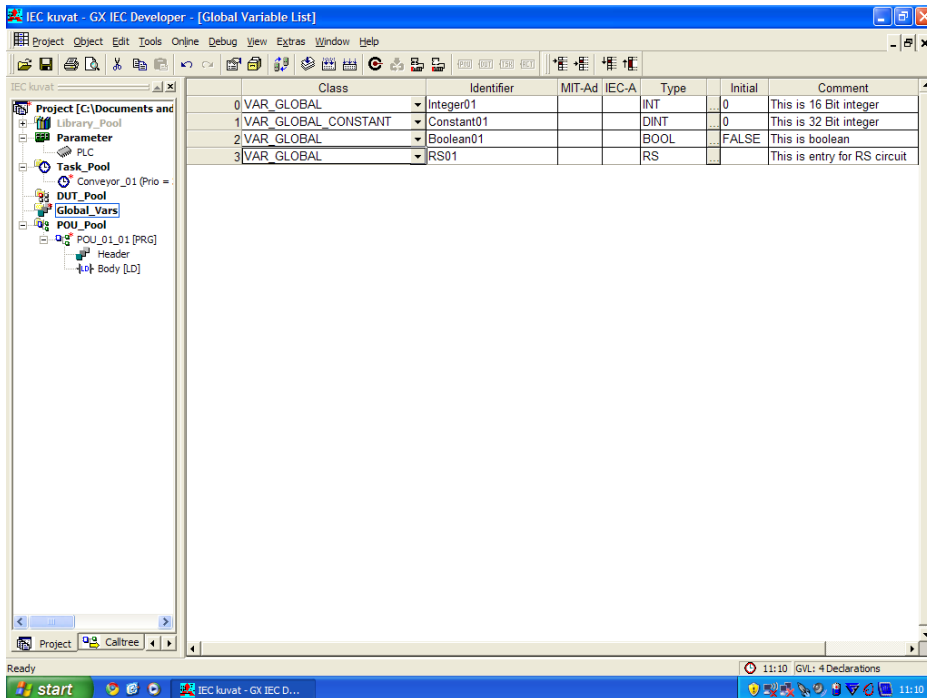 IEC kuvat - GX IEC Developer - [Global Variable List]
Project Object Edit Tools Online Debug View Extras Window Help
IEC kuvat
Class Identifier MIT-Ad IEC-A Type Initial Comment
0 VAR_GLOBAL Integer01 INT ... 0 This is 16 Bit integer
1 VAR_GLOBAL_CONSTANT Constant01 DINT ... 0 This is 32 Bit integer
2 VAR_GLOBAL Boolean01 BOOL ... FALSE This is boolean
3 VAR_GLOBAL RS01 RS ... This is entry for RS circuit
Project [C:\Documents and
Library_Pool
Parameter
PLC
Task_Pool
Conveyor_01 (Prio =
DUT_Pool
Global_Vars
POU_Pool
POU_01_01 [PRG]
Header
Body [LD]
Project Calltree
Ready 11:10 GVL: 4 Declarations
start IEC kuvat - GX IEC D... 11:10